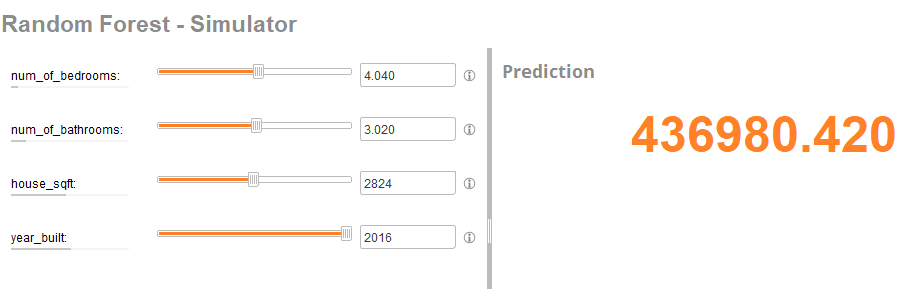 Random Forest - Simulator
num_of_bedrooms: 4.040
num_of_bathrooms: 3.020
house_sqft: 2824
year_built: 2016
Prediction
436980.420